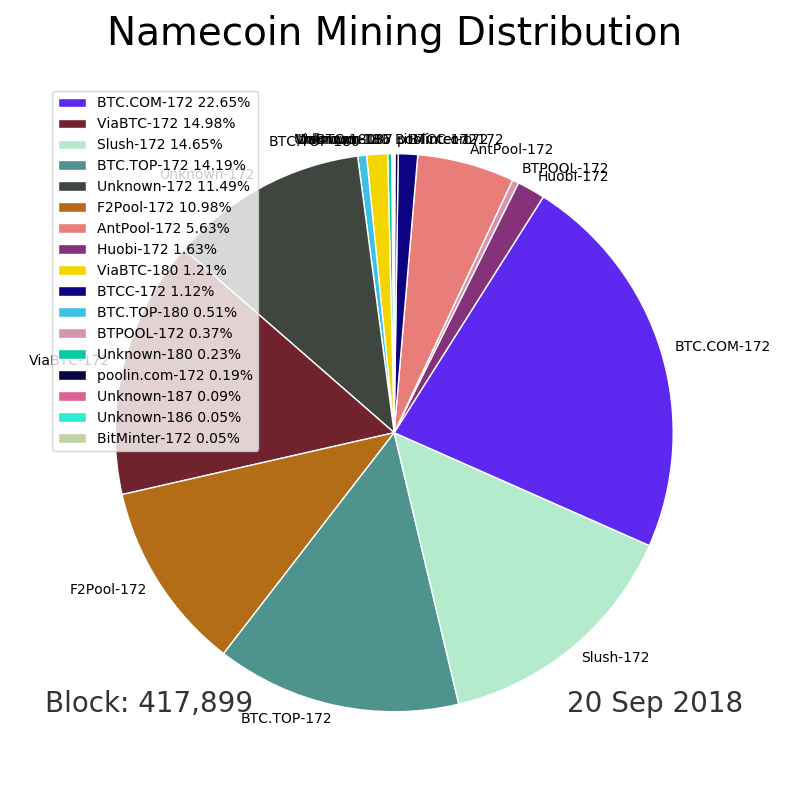 Namecoin Mining Distribution
BTC.COM-172 22.65%
ViaBTC-172 14.98%
Slush-172 14.65%
BTC.TOP-172 14.19%
Unknown-172 11.49%
F2Pool-172 10.98%
AntPool-172 5.63%
Huobi-172 1.63%
ViaBTC-180 1.21%
BTCC-172 1.12%
BTC.TOP-180 0.51%
BTPOOL-172 0.37%
Unknown-180 0.23%
poolin.com-172 0.19%
Unknown-187 0.09%
Unknown-186 0.05%
BitMinter-172 0.05%
AntPool-172
BTPOOL-172
Huobi-172
Unknown-172
BTC.COM-172
ViaBTC-172
F2Pool-172
Slush-172
BTC.TOP-172
Block: 417,899
20 Sep 2018